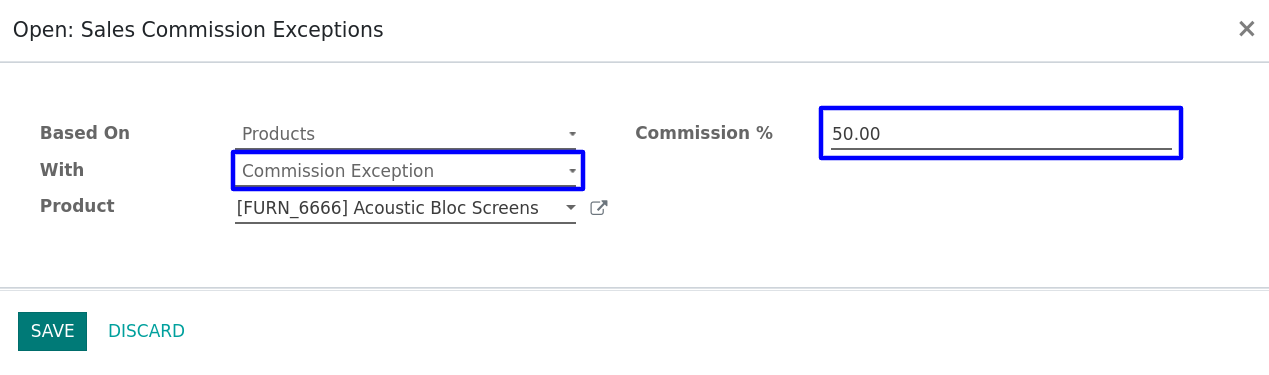 Open: Sales Commission Exceptions
Based On Products
Commission % 50.00
With Commission Exception
Product [FURN_6666] Acoustic Bloc Screens
SAVE DISCARD